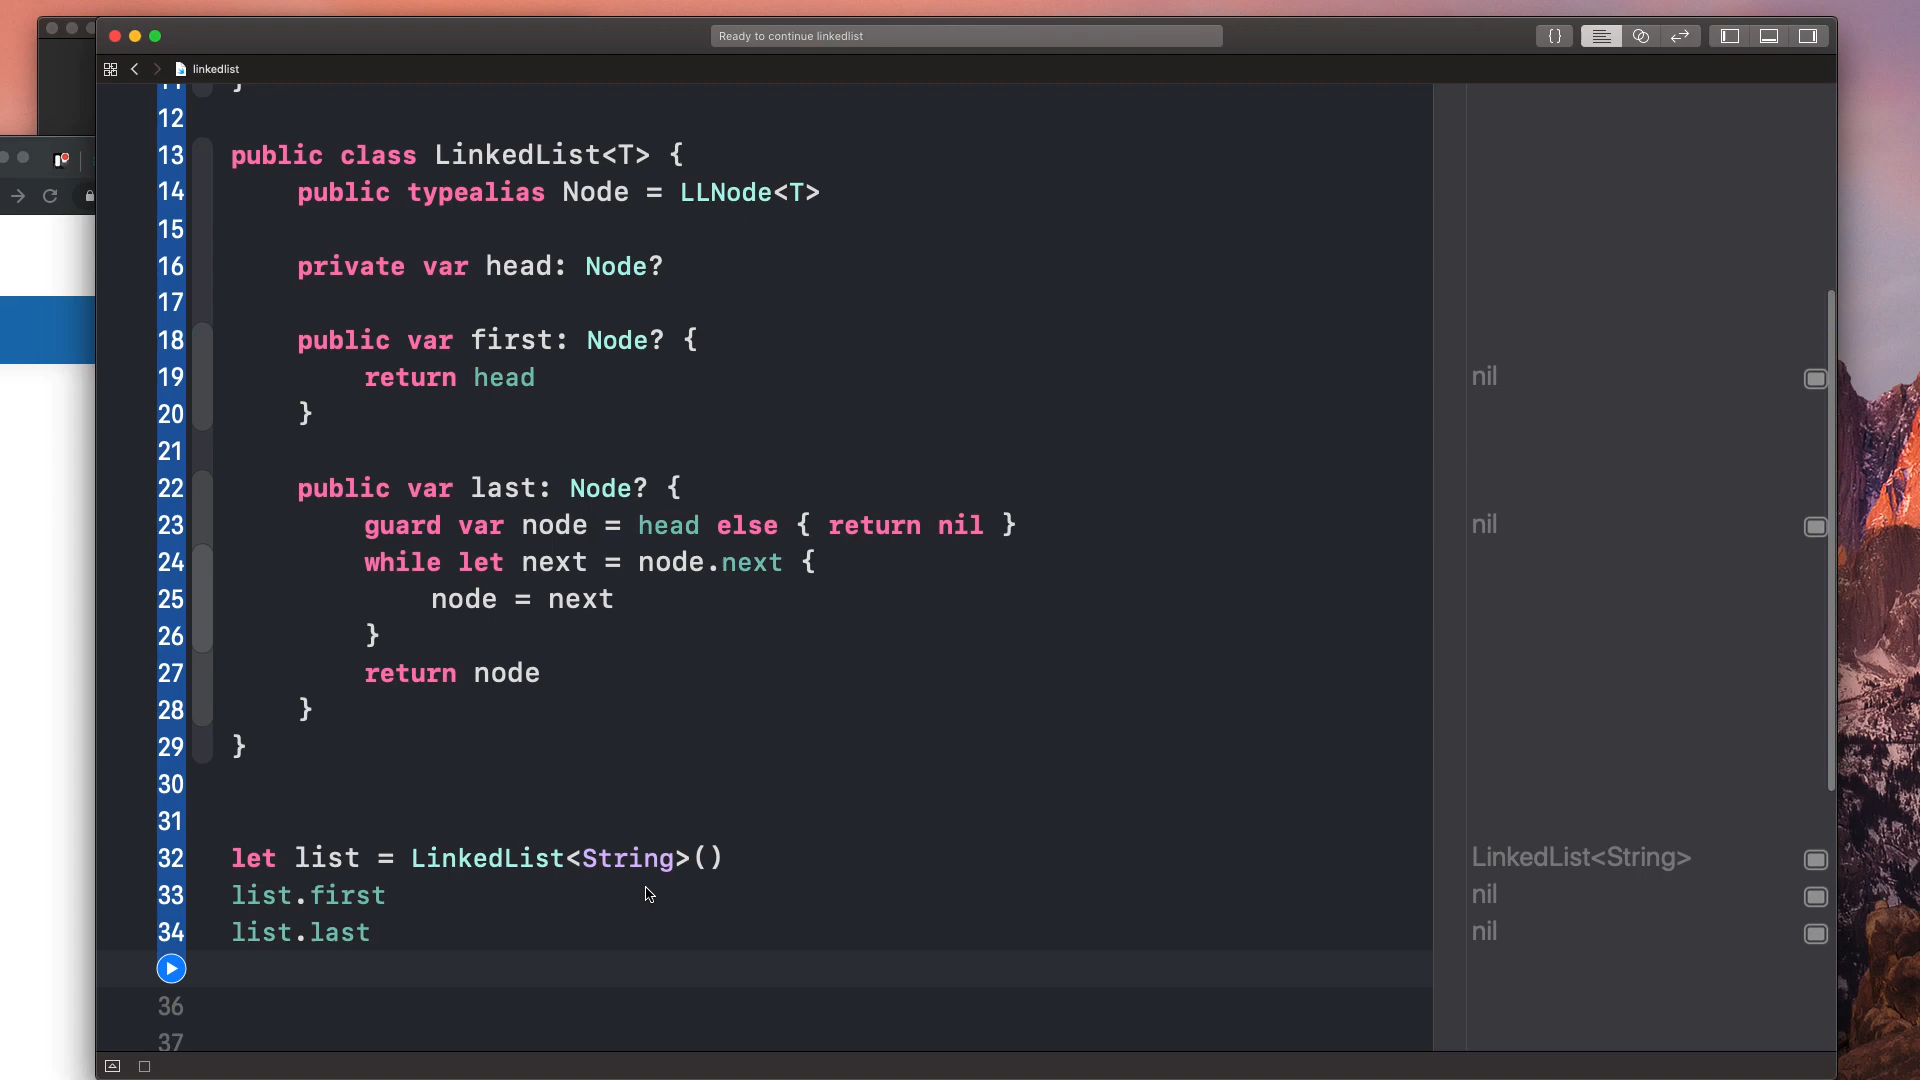 Ready to continue linkedlist
{}
linkedlist
}
12
13 public class LinkedList<T> {
14 public typealias Node = LLNode<T>
15
16 private var head: Node?
17
18 public var first: Node? {
19 return head nil
20 }
21
22 public var last: Node? {
23 guard var node = head else { return nil } nil
24 while let next = node.next {
25 node = next
26 }
27 return node
28 }
29 }
30
31
32 let list = LinkedList<String>() LinkedList<String>
33 list.first nil
34 list.last nil
36
37